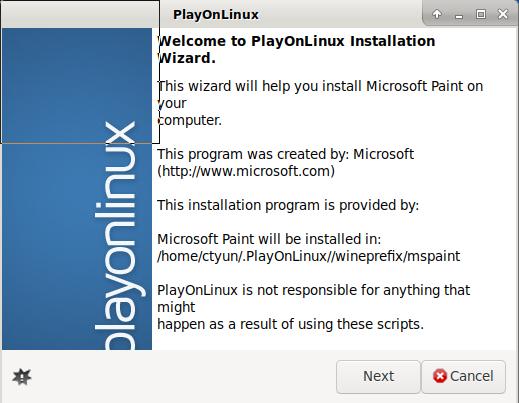 PlayOnLinux
Welcome to PlayOnLinux Installation
Wizard.
This wizard will help you install Microsoft Paint on
your
computer.
This program was created by: Microsoft
(http://www.microsoft.com)
This installation program is provided by:
Microsoft Paint will be installed in:
/home/ctyun/.PlayOnLinux//wineprefix/mspaint
PlayOnLinux is not responsible for anything that
might
happen as a result of using these scripts.
playonlinux
Next
Cancel